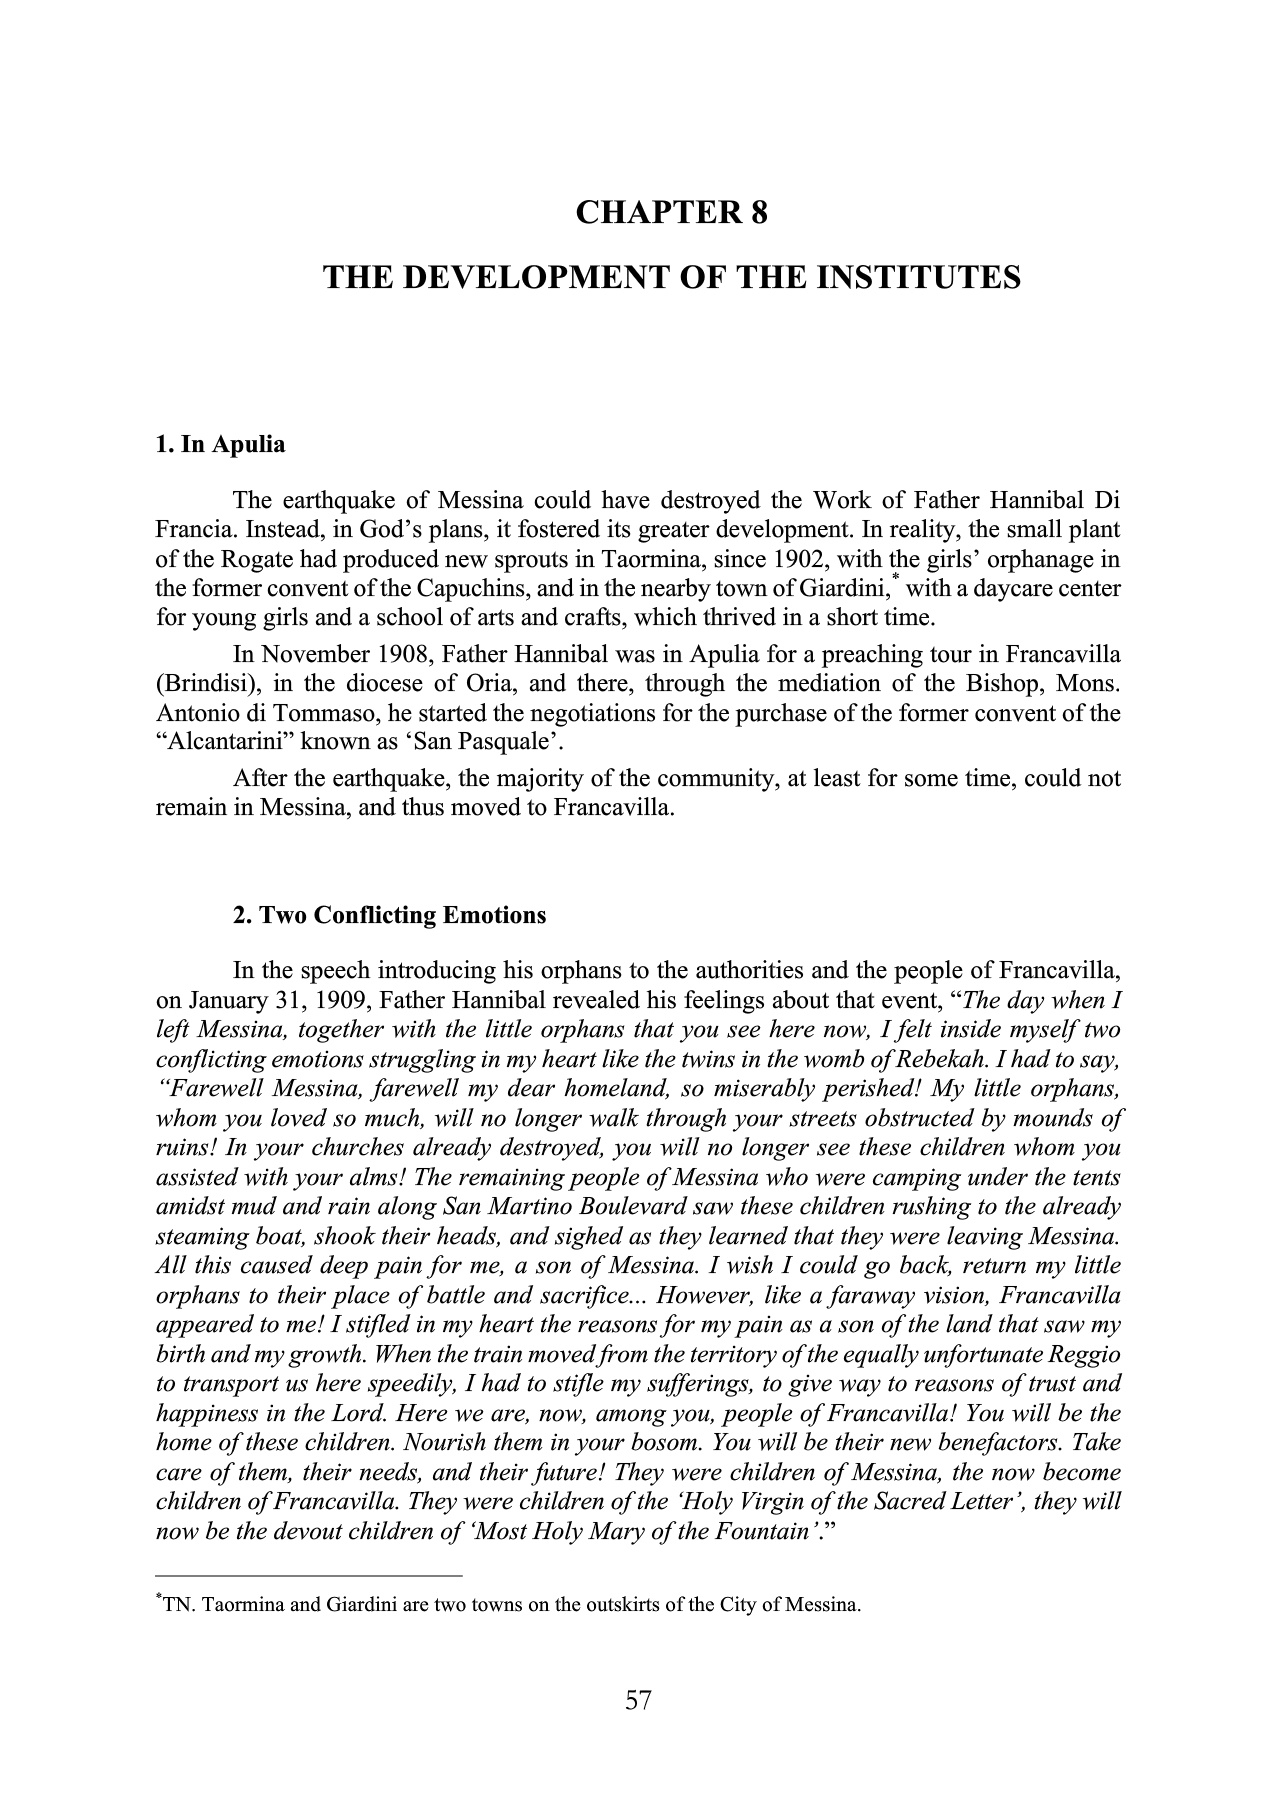 CHAPTER 8
THE DEVELOPMENT OF THE INSTITUTES
1. In Apulia
The earthquake of Messina could have destroyed the Work of Father Hannibal Di
Francia. Instead, in God’s plans, it fostered its greater development. In reality, the small plant
of the Rogate had produced new sprouts in Taormina, since 1902, with the girls’ orphanage in
the former convent of the Capuchins, and in the nearby town of Giardini,* with a daycare center
for young girls and a school of arts and crafts, which thrived in a short time.
In November 1908, Father Hannibal was in Apulia for a preaching tour in Francavilla
(Brindisi), in the diocese of Oria, and there, through the mediation of the Bishop, Mons.
Antonio di Tommaso, he started the negotiations for the purchase of the former convent of the
“Alcantarini” known as ‘San Pasquale’.
After the earthquake, the majority of the community, at least for some time, could not
remain in Messina, and thus moved to Francavilla.
2. Two Conflicting Emotions
In the speech introducing his orphans to the authorities and the people of Francavilla,
on January 31, 1909, Father Hannibal revealed his feelings about that event, “The day when I
left Messina, together with the little orphans that you see here now, I felt inside myself two
conflicting emotions struggling in my heart like the twins in the womb of Rebekah. I had to say,
“Farewell Messina, farewell my dear homeland, so miserably perished! My little orphans,
whom you loved so much, will no longer walk through your streets obstructed by mounds of
ruins! In your churches already destroyed, you will no longer see these children whom you
assisted with your alms! The remaining people of Messina who were camping under the tents
amidst mud and rain along San Martino Boulevard saw these children rushing to the already
steaming boat, shook their heads, and sighed as they learned that they were leaving Messina.
All this caused deep pain for me, a son of Messina. I wish I could go back, return my little
orphans to their place of battle and sacrifice... However, like a faraway vision, Francavilla
appeared to me! I stifled in my heart the reasons for my pain as a son of the land that saw my
birth and my growth. When the train moved from the territory of the equally unfortunate Reggio
to transport us here speedily, I had to stifle my sufferings, to give way to reasons of trust and
happiness in the Lord. Here we are, now, among you, people of Francavilla! You will be the
home of these children. Nourish them in your bosom. You will be their new benefactors. Take
care of them, their needs, and their future! They were children of Messina, the now become
children of Francavilla. They were children of the ‘Holy Virgin of the Sacred Letter’, they will
now be the devout children of ‘Most Holy Mary of the Fountain’.”
*TN. Taormina and Giardini are two towns on the outskirts of the City of Messina.
57